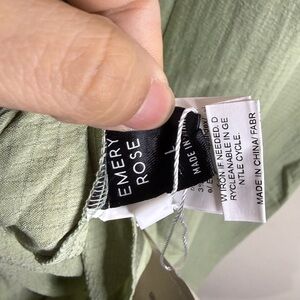 EMERY
ROSE
L
MADE IN
W IRON IF NEEDED. D
RYCLEANABLE IN GE
NTLE CYCLE.
MADE IN CHINA/ FABR